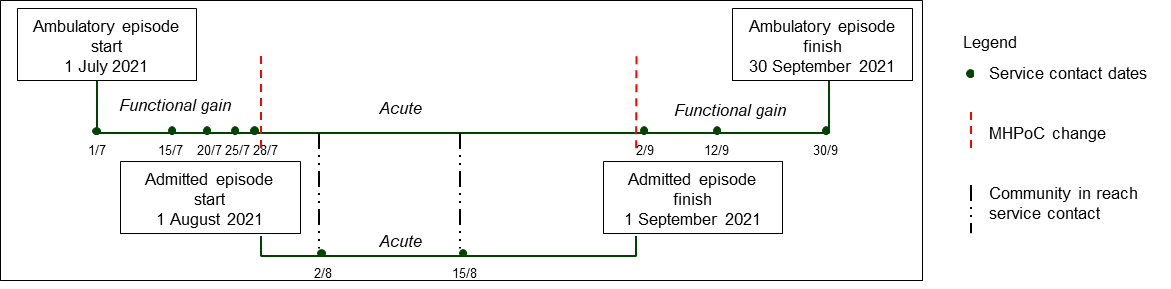 Ambulatory episode
start
1 July 2021
Ambulatory episode
finish
30 September 2021
Functional gain
Acute
Functional gain
1/7
15/7
20/7
25/7
28/7
2/9
12/9
30/9
Admitted episode
start
1 August 2021
Admitted episode
finish
1 September 2021
Acute
2/8
15/8
Legend
Service contact dates
MHPoC change
Community in reach
service contact